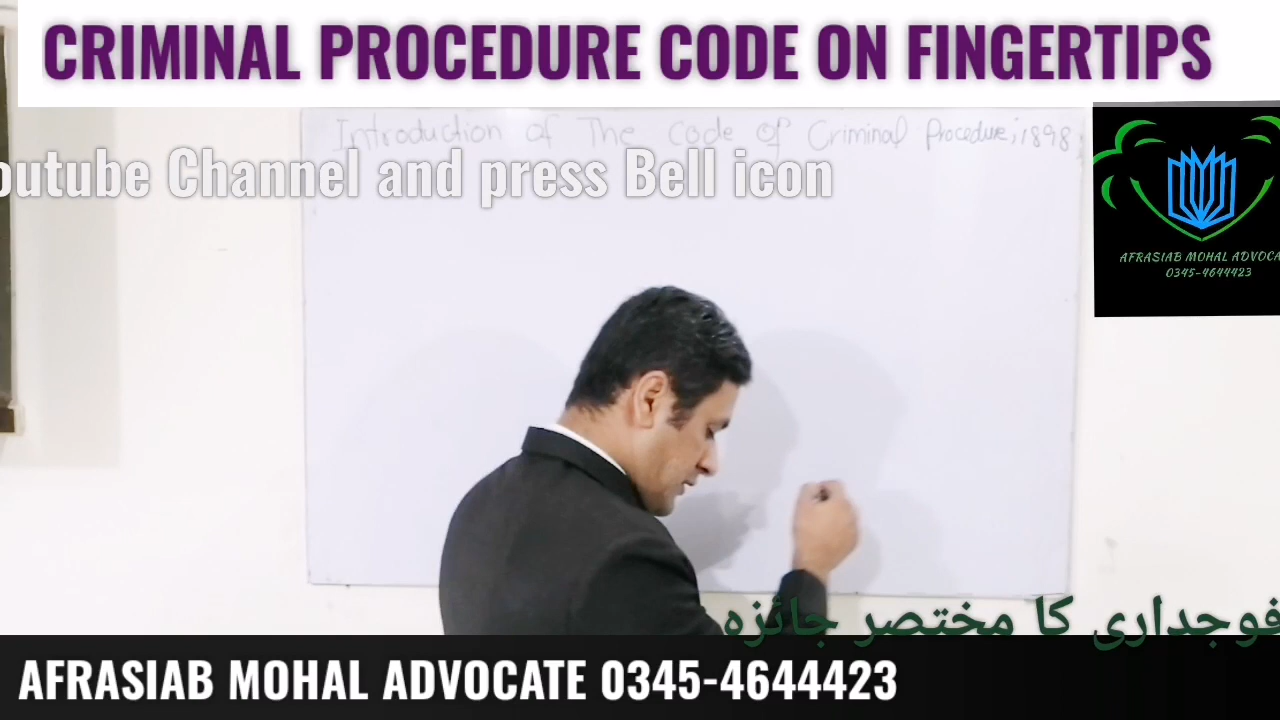 CRIMINAL PROCEDURE CODE ON FINGERTIPS
Introduction of The Code of Criminal Procedure, 1898
outube Channel and press Bell icon
AFRASIAB MOHAL ADVOCA
0345-4644423
فوجداری کا مختصر جائزہ
AFRASIAB MOHAL ADVOCATE 0345-4644423